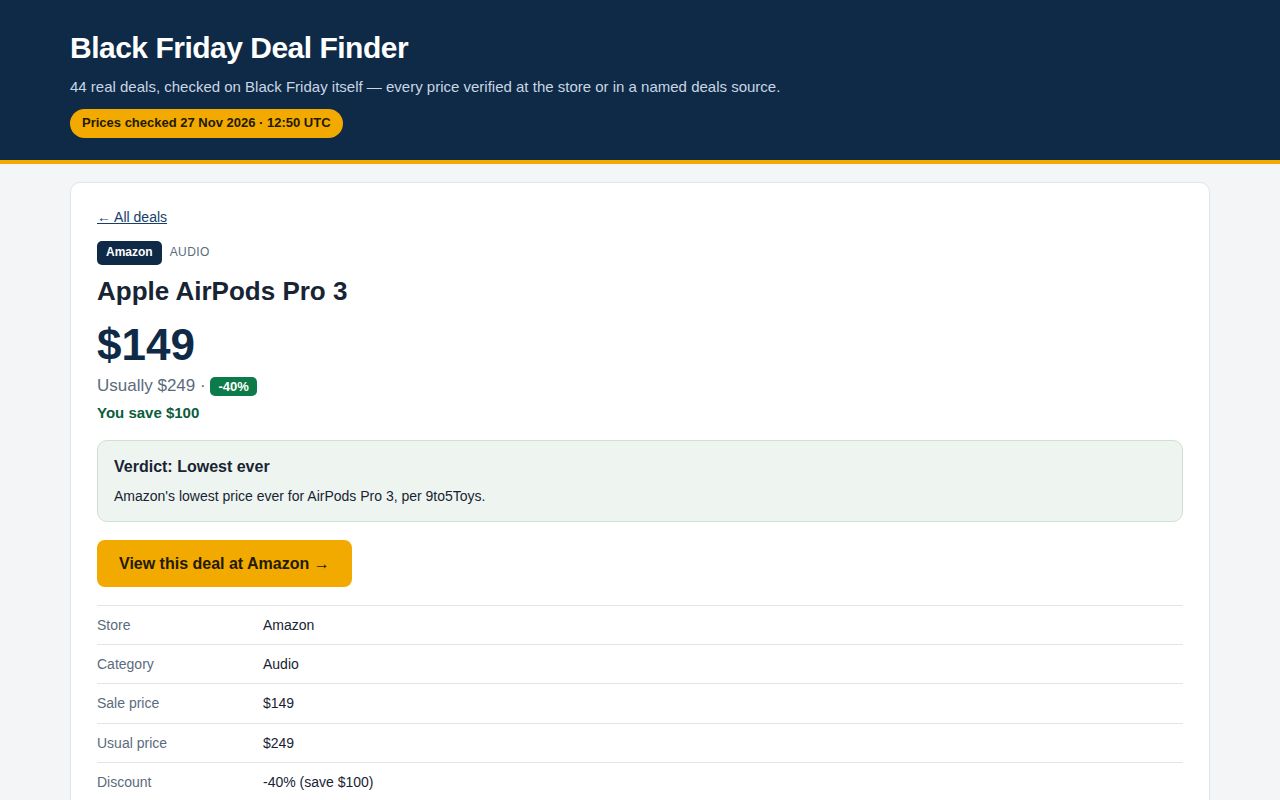 Black Friday Deal Finder
44 real deals, checked on Black Friday itself — every price verified at the store or in a named deals source.
Prices checked 27 Nov 2026 · 12:50 UTC
← All deals
Amazon AUDIO
Apple AirPods Pro 3
$149
Usually $249 · -40%
You save $100
Verdict: Lowest ever
Amazon's lowest price ever for AirPods Pro 3, per 9to5Toys.
View this deal at Amazon →
Store Amazon
Category Audio
Sale price $149
Usual price $249
Discount -40% (save $100)